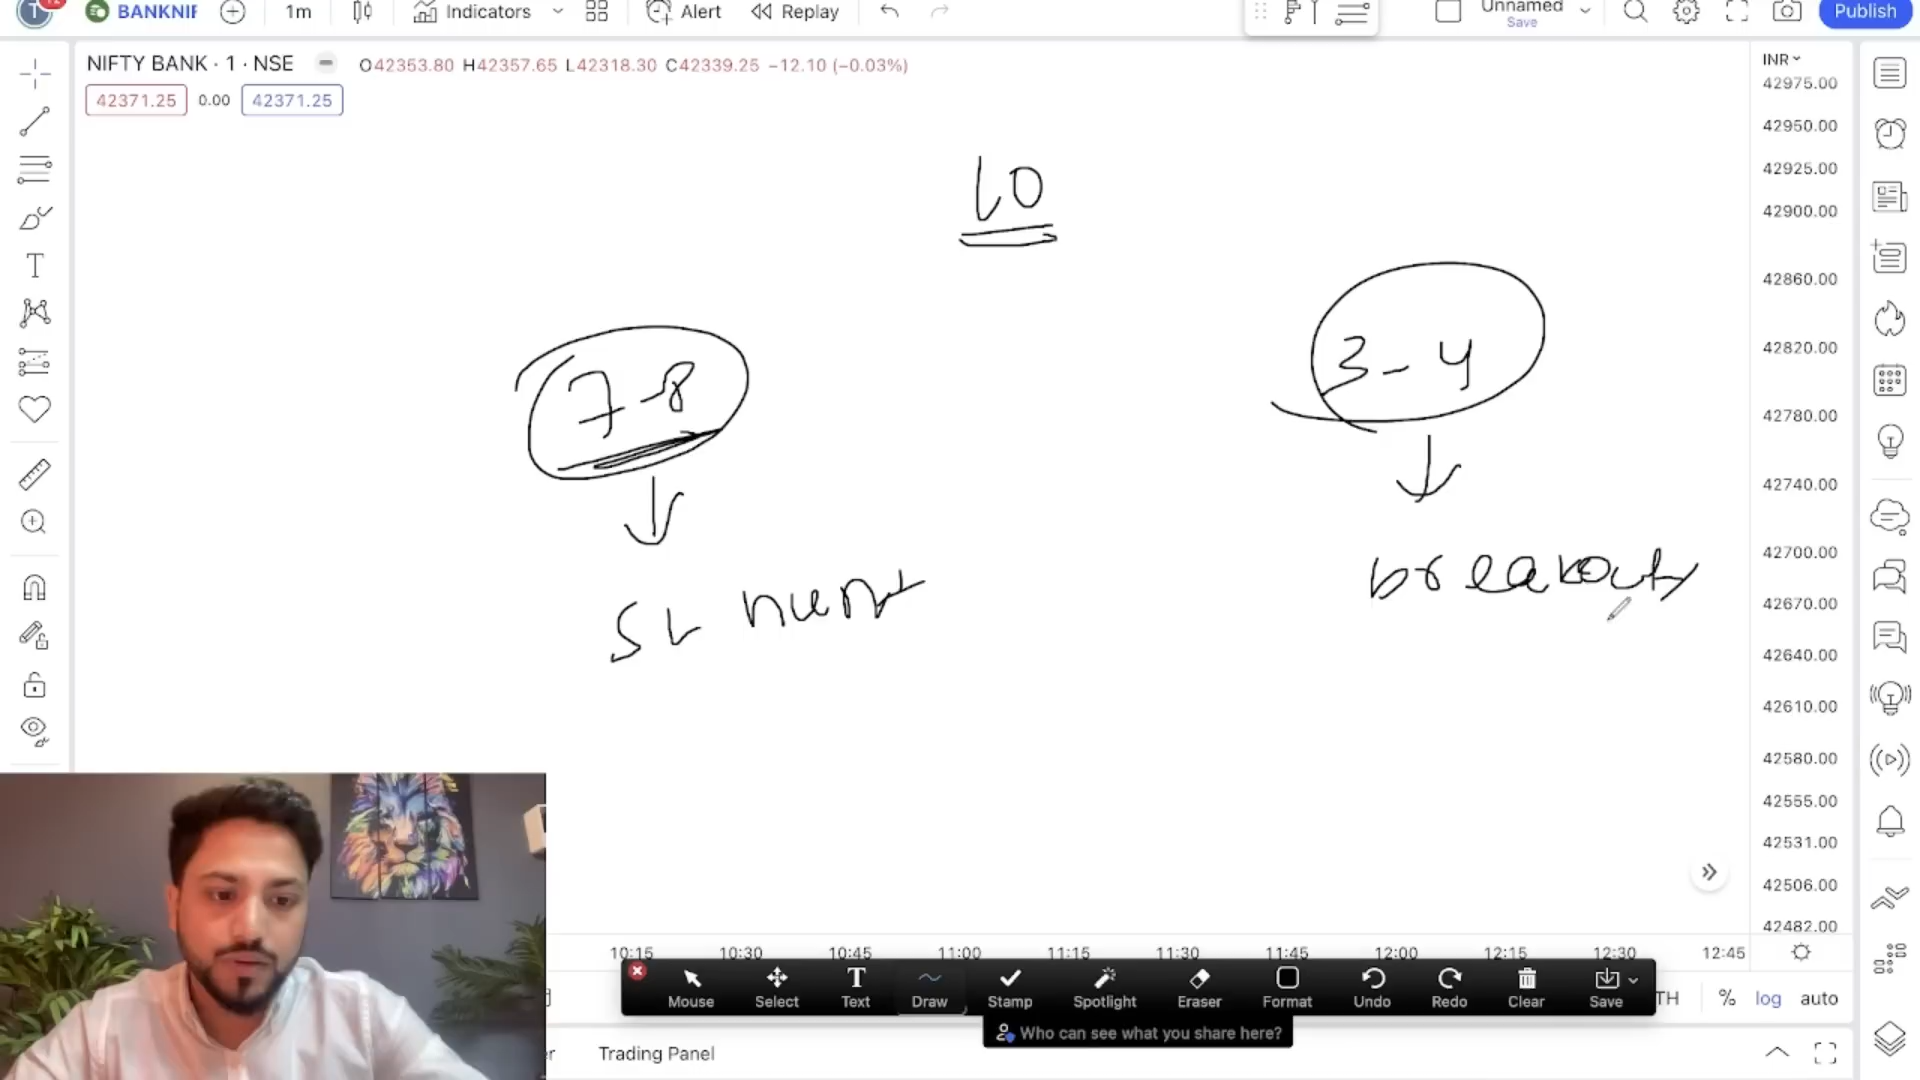 T 12 BANKNIF 1m Indicators Alert Replay Unnamed Save Publish
NIFTY BANK · 1 · NSE O42353.80 H42357.65 L42318.30 C42339.25 −12.10 (−0.03%)
42371.25 0.00 42371.25
INR
42975.00
42950.00
42925.00
42900.00
42860.00
42820.00
42780.00
42740.00
42700.00
42670.00
42640.00
42610.00
42580.00
42555.00
42531.00
42506.00
42482.00
10
7-8
3-4
SL hunt
breakouts
10:15 10:30 10:45 11:00 11:15 11:30 11:45 12:00 12:15 12:30 12:45
Mouse Select Text Draw Stamp Spotlight Eraser Format Undo Redo Clear Save
TH % log auto
Who can see what you share here?
r Trading Panel